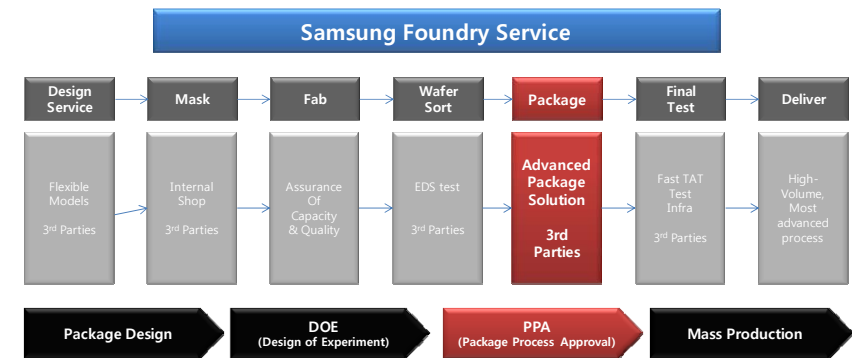 Samsung Foundry Service
Design
Service
Mask
Fab
Wafer
Sort
Package
Final
Test
Deliver
Flexible
Models
3rd Parties
Internal
Shop
3rd Parties
Assurance
Of
Capacity
& Quality
EDS test
3rd Parties
Advanced
Package
Solution
3rd
Parties
Fast TAT
Test
Infra
3rd Parties
High-
Volume,
Most
advanced
process
Package Design
DOE
(Design of Experiment)
PPA
(Package Process Approval)
Mass Production